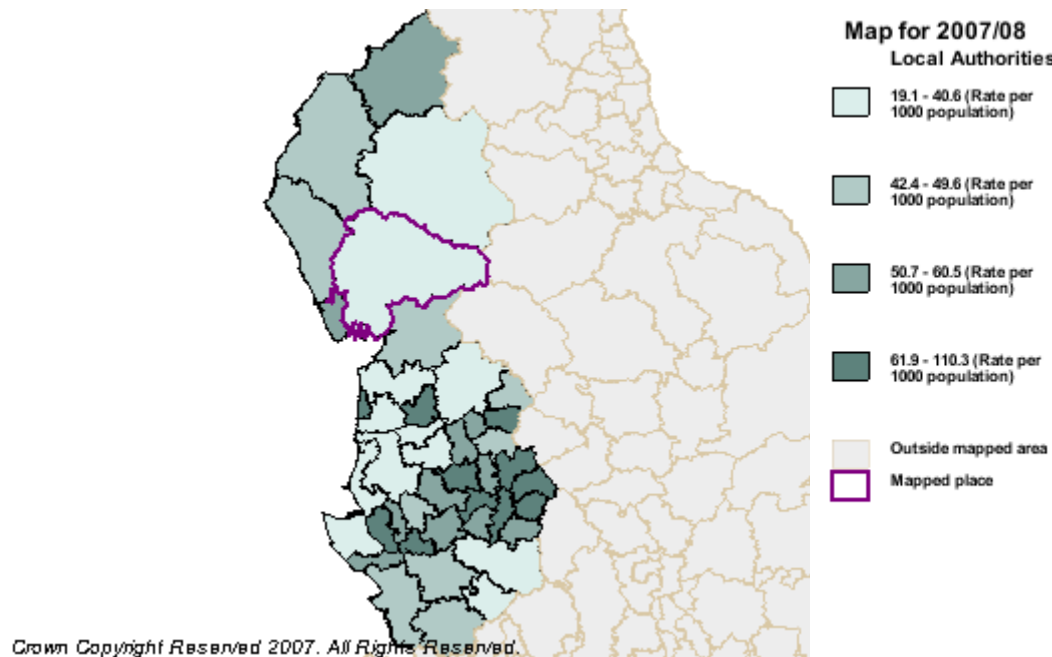 Map for 2007/08
Local Authorities
19.1 - 40.6 (Rate per
1000 population)
42.4 - 49.6 (Rate per
1000 population)
50.7 - 60.5 (Rate per
1000 population)
61.9 - 110.3 (Rate per
1000 population)
Outside mapped area
Mapped place
Crown Copyright Reserved 2007. All Rights Reserved.